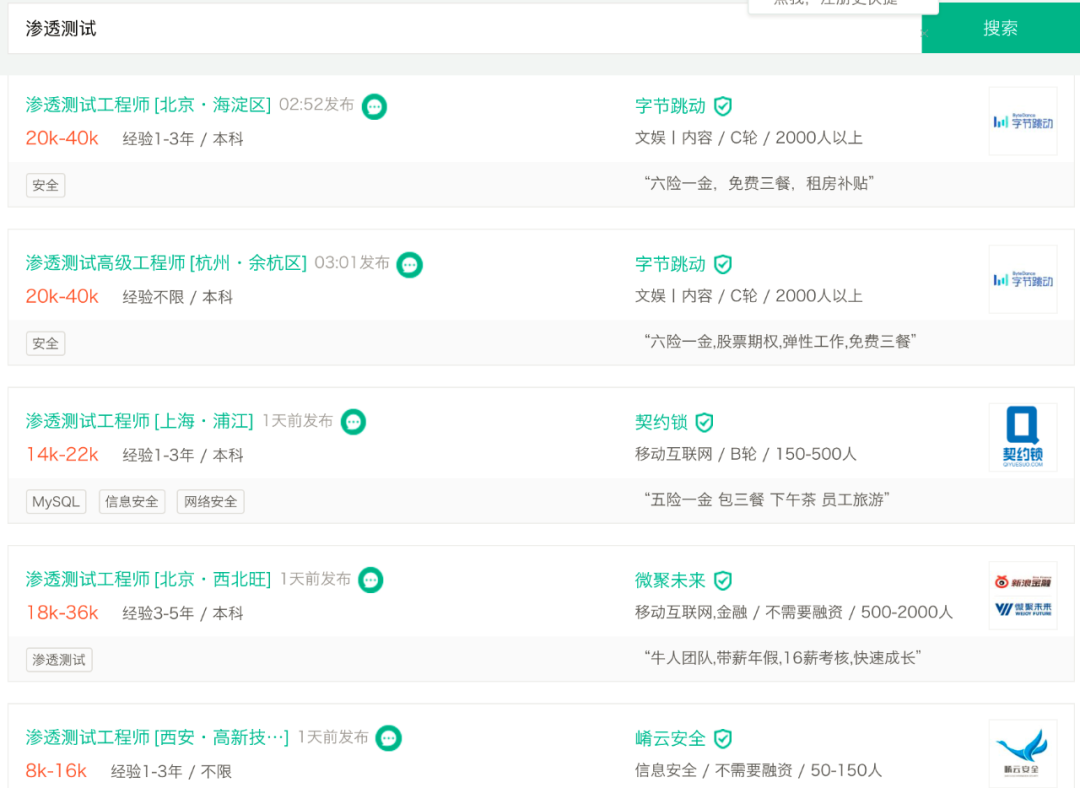 点我，注册更快捷
渗透测试
搜索
渗透测试工程师 [北京·海淀区] 02:52发布
20k-40k 经验1-3年 / 本科
安全
字节跳动
文娱丨内容 / C轮 / 2000人以上
“六险一金，免费三餐，租房补贴”
ByteDance
字节跳动
渗透测试高级工程师 [杭州·余杭区] 03:01发布
20k-40k 经验不限 / 本科
安全
字节跳动
文娱丨内容 / C轮 / 2000人以上
“六险一金,股票期权,弹性工作,免费三餐”
ByteDance
字节跳动
渗透测试工程师 [上海·浦江] 1天前发布
14k-22k 经验1-3年 / 本科
MySQL 信息安全 网络安全
契约锁
移动互联网 / B轮 / 150-500人
“五险一金 包三餐 下午茶 员工旅游”
契约锁
QIYUESUO.COM
渗透测试工程师 [北京·西北旺] 1天前发布
18k-36k 经验3-5年 / 本科
渗透测试
微聚未来
移动互联网,金融 / 不需要融资 / 500-2000人
“牛人团队,带薪年假,16薪考核,快速成长”
新浪金融
微聚未来
WEJOY FUTURE
渗透测试工程师 [西安·高新技…] 1天前发布
8k-16k 经验1-3年 / 不限
崤云安全
信息安全 / 不需要融资 / 50-150人
崤云安全